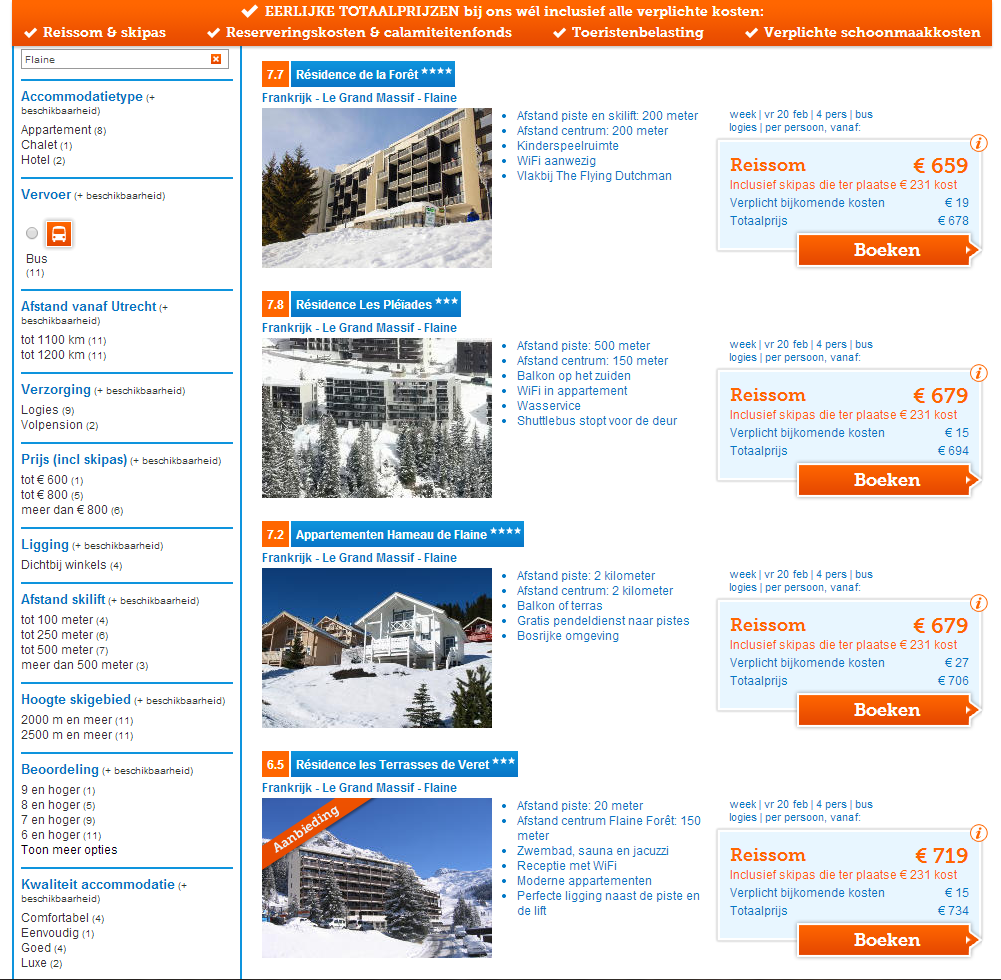 EERLIJKE TOTAALPRIJZEN bij ons wél inclusief alle verplichte kosten:
Reissom & skipas
Reserveringskosten & calamiteitenfonds
Toeristenbelasting
Verplichte schoonmaakkosten
Flaine
Accommodatietype (+
beschikbaarheid)
Appartement (8)
Chalet (1)
Hotel (2)
Vervoer (+ beschikbaarheid)
Bus
(11)
Afstand vanaf Utrecht (+
beschikbaarheid)
tot 1100 km (11)
tot 1200 km (11)
Verzorging (+ beschikbaarheid)
Logies (9)
Volpension (2)
Prijs (incl skipas) (+ beschikbaarheid)
tot € 600 (1)
tot € 800 (5)
meer dan € 800 (6)
Ligging (+ beschikbaarheid)
Dichtbij winkels (4)
Afstand skilift (+ beschikbaarheid)
tot 100 meter (4)
tot 250 meter (6)
tot 500 meter (7)
meer dan 500 meter (3)
Hoogte skigebied (+ beschikbaarheid)
2000 m en meer (11)
2500 m en meer (11)
Beoordeling (+ beschikbaarheid)
9 en hoger (1)
8 en hoger (5)
7 en hoger (9)
6 en hoger (11)
Toon meer opties
Kwaliteit accommodatie (+
beschikbaarheid)
Comfortabel (4)
Eenvoudig (1)
Goed (4)
Luxe (2)
7.7 Résidence de la Forêt ★★★★
Frankrijk - Le Grand Massif - Flaine
• Afstand piste en skilift: 200 meter
• Afstand centrum: 200 meter
• Kinderspeelruimte
• WiFi aanwezig
• Vlakbij The Flying Dutchman
week | vr 20 feb | 4 pers | bus
logies | per persoon, vanaf:
i
Reissom € 659
Inclusief skipas die ter plaatse € 231 kost
Verplicht bijkomende kosten € 19
Totaalprijs € 678
Boeken
7.8 Résidence Les Pléïades ★★★
Frankrijk - Le Grand Massif - Flaine
• Afstand piste: 500 meter
• Afstand centrum: 150 meter
• Balkon op het zuiden
• WiFi in appartement
• Wasservice
• Shuttlebus stopt voor de deur
week | vr 20 feb | 4 pers | bus
logies | per persoon, vanaf:
i
Reissom € 679
Inclusief skipas die ter plaatse € 231 kost
Verplicht bijkomende kosten € 15
Totaalprijs € 694
Boeken
7.2 Appartementen Hameau de Flaine ★★★★
Frankrijk - Le Grand Massif - Flaine
• Afstand piste: 2 kilometer
• Afstand centrum: 2 kilometer
• Balkon of terras
• Gratis pendeldienst naar pistes
• Bosrijke omgeving
week | vr 20 feb | 4 pers | bus
logies | per persoon, vanaf:
i
Reissom € 679
Inclusief skipas die ter plaatse € 231 kost
Verplicht bijkomende kosten € 27
Totaalprijs € 706
Boeken
6.5 Résidence les Terrasses de Veret ★★★
Frankrijk - Le Grand Massif - Flaine
Aanbieding
• Afstand piste: 20 meter
• Afstand centrum Flaine Forêt: 150
meter
• Zwembad, sauna en jacuzzi
• Receptie met WiFi
• Moderne appartementen
• Perfecte ligging naast de piste en
de lift
week | vr 20 feb | 4 pers | bus
logies | per persoon, vanaf:
i
Reissom € 719
Inclusief skipas die ter plaatse € 231 kost
Verplicht bijkomende kosten € 15
Totaalprijs € 734
Boeken